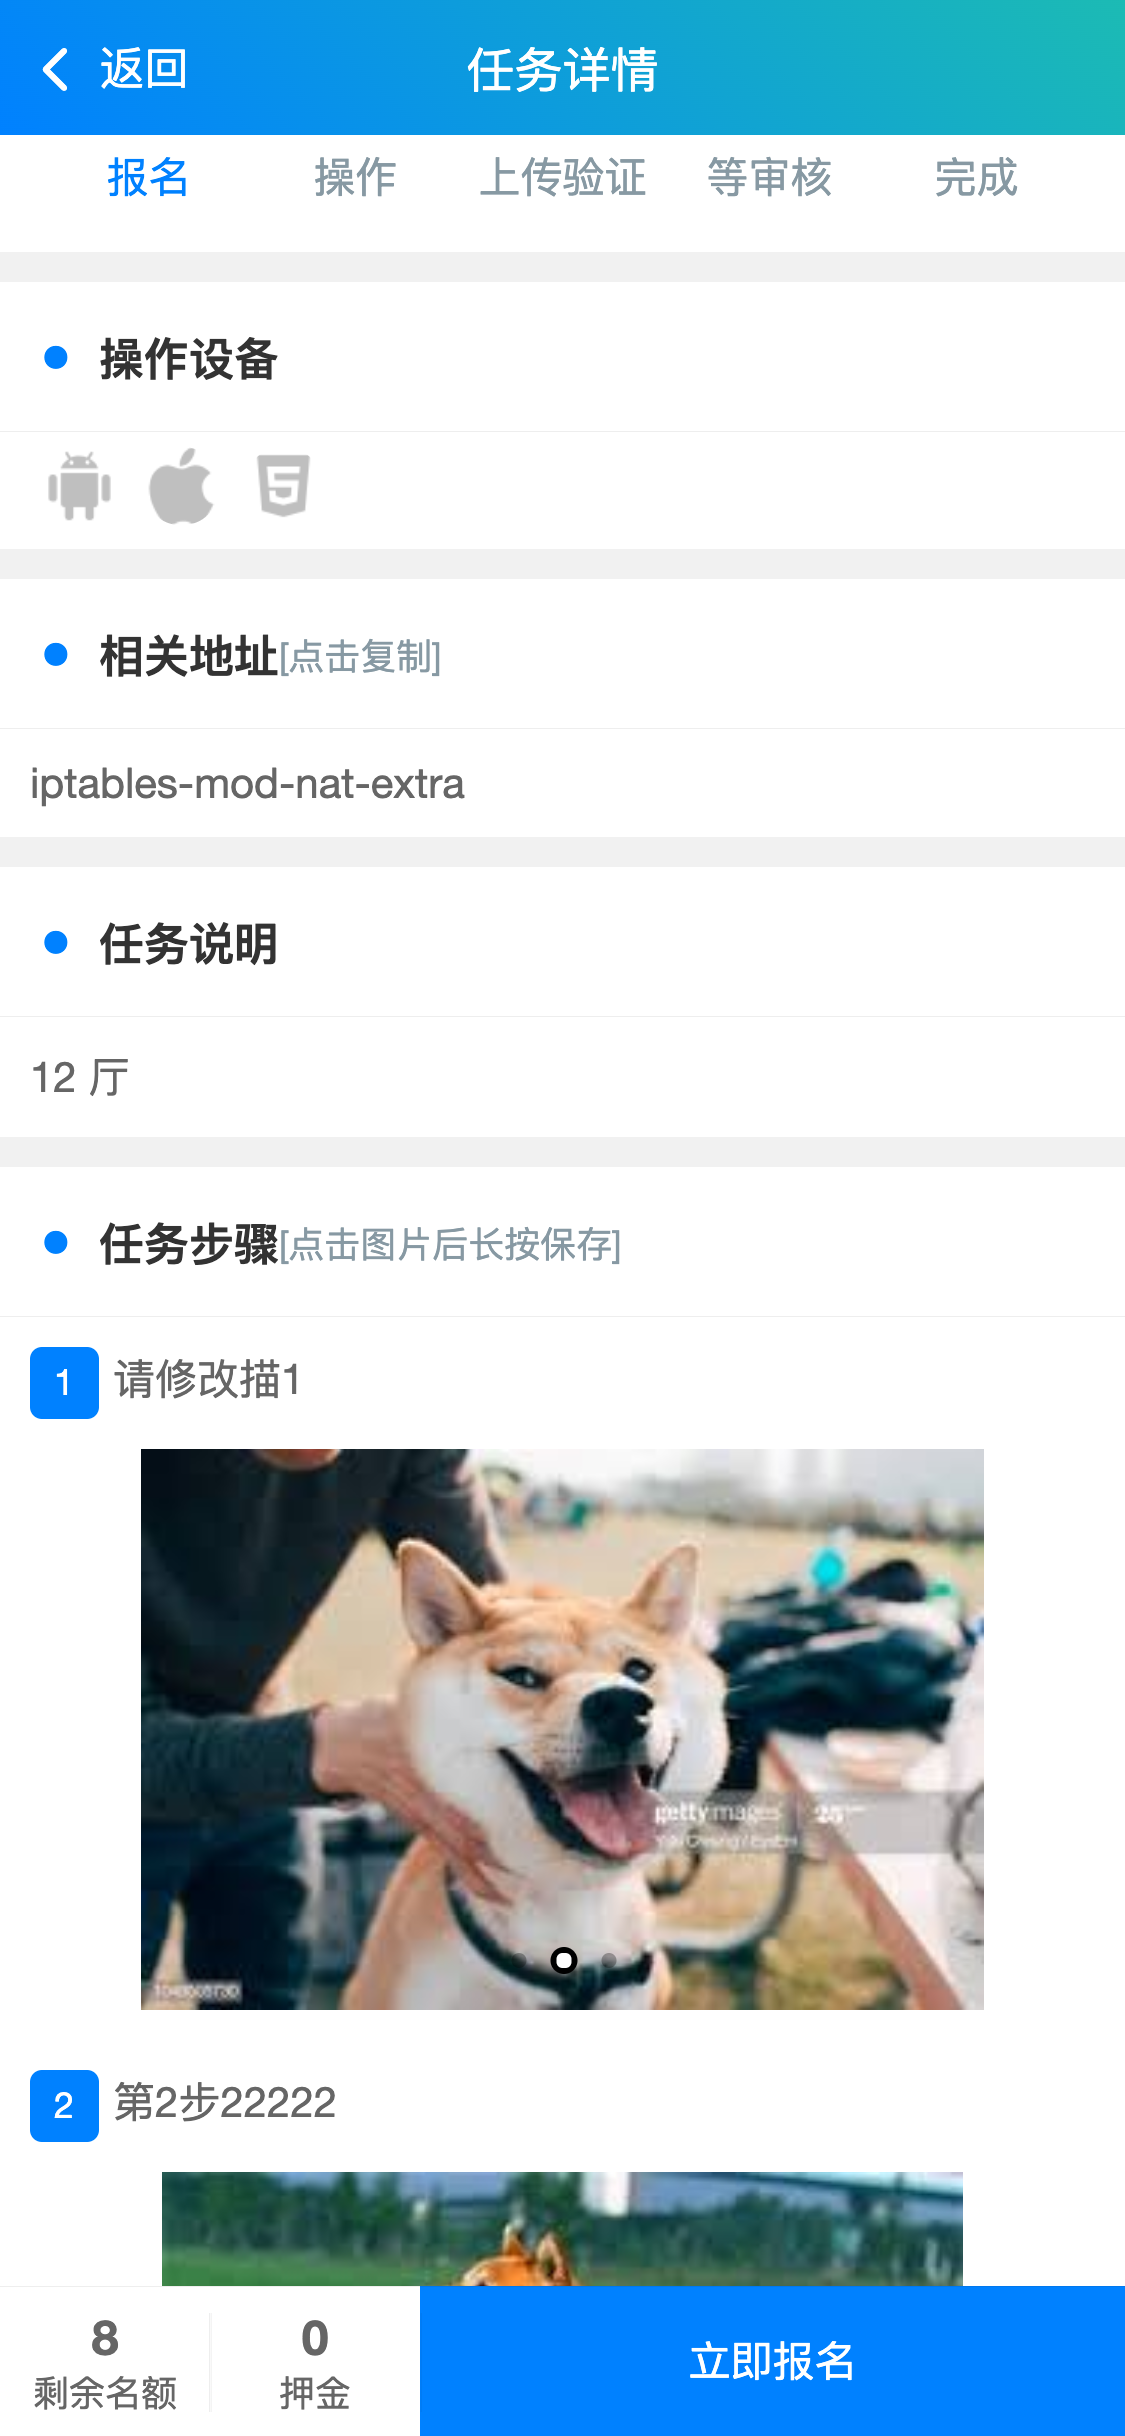 返回
任务详情
报名 操作 上传验证 等审核 完成
操作设备
相关地址[点击复制]
iptables-mod-nat-extra
任务说明
12 厅
任务步骤[点击图片后长按保存]
1 请修改描1
gettyimages
2 第2步22222
8 0
剩余名额 押金
立即报名